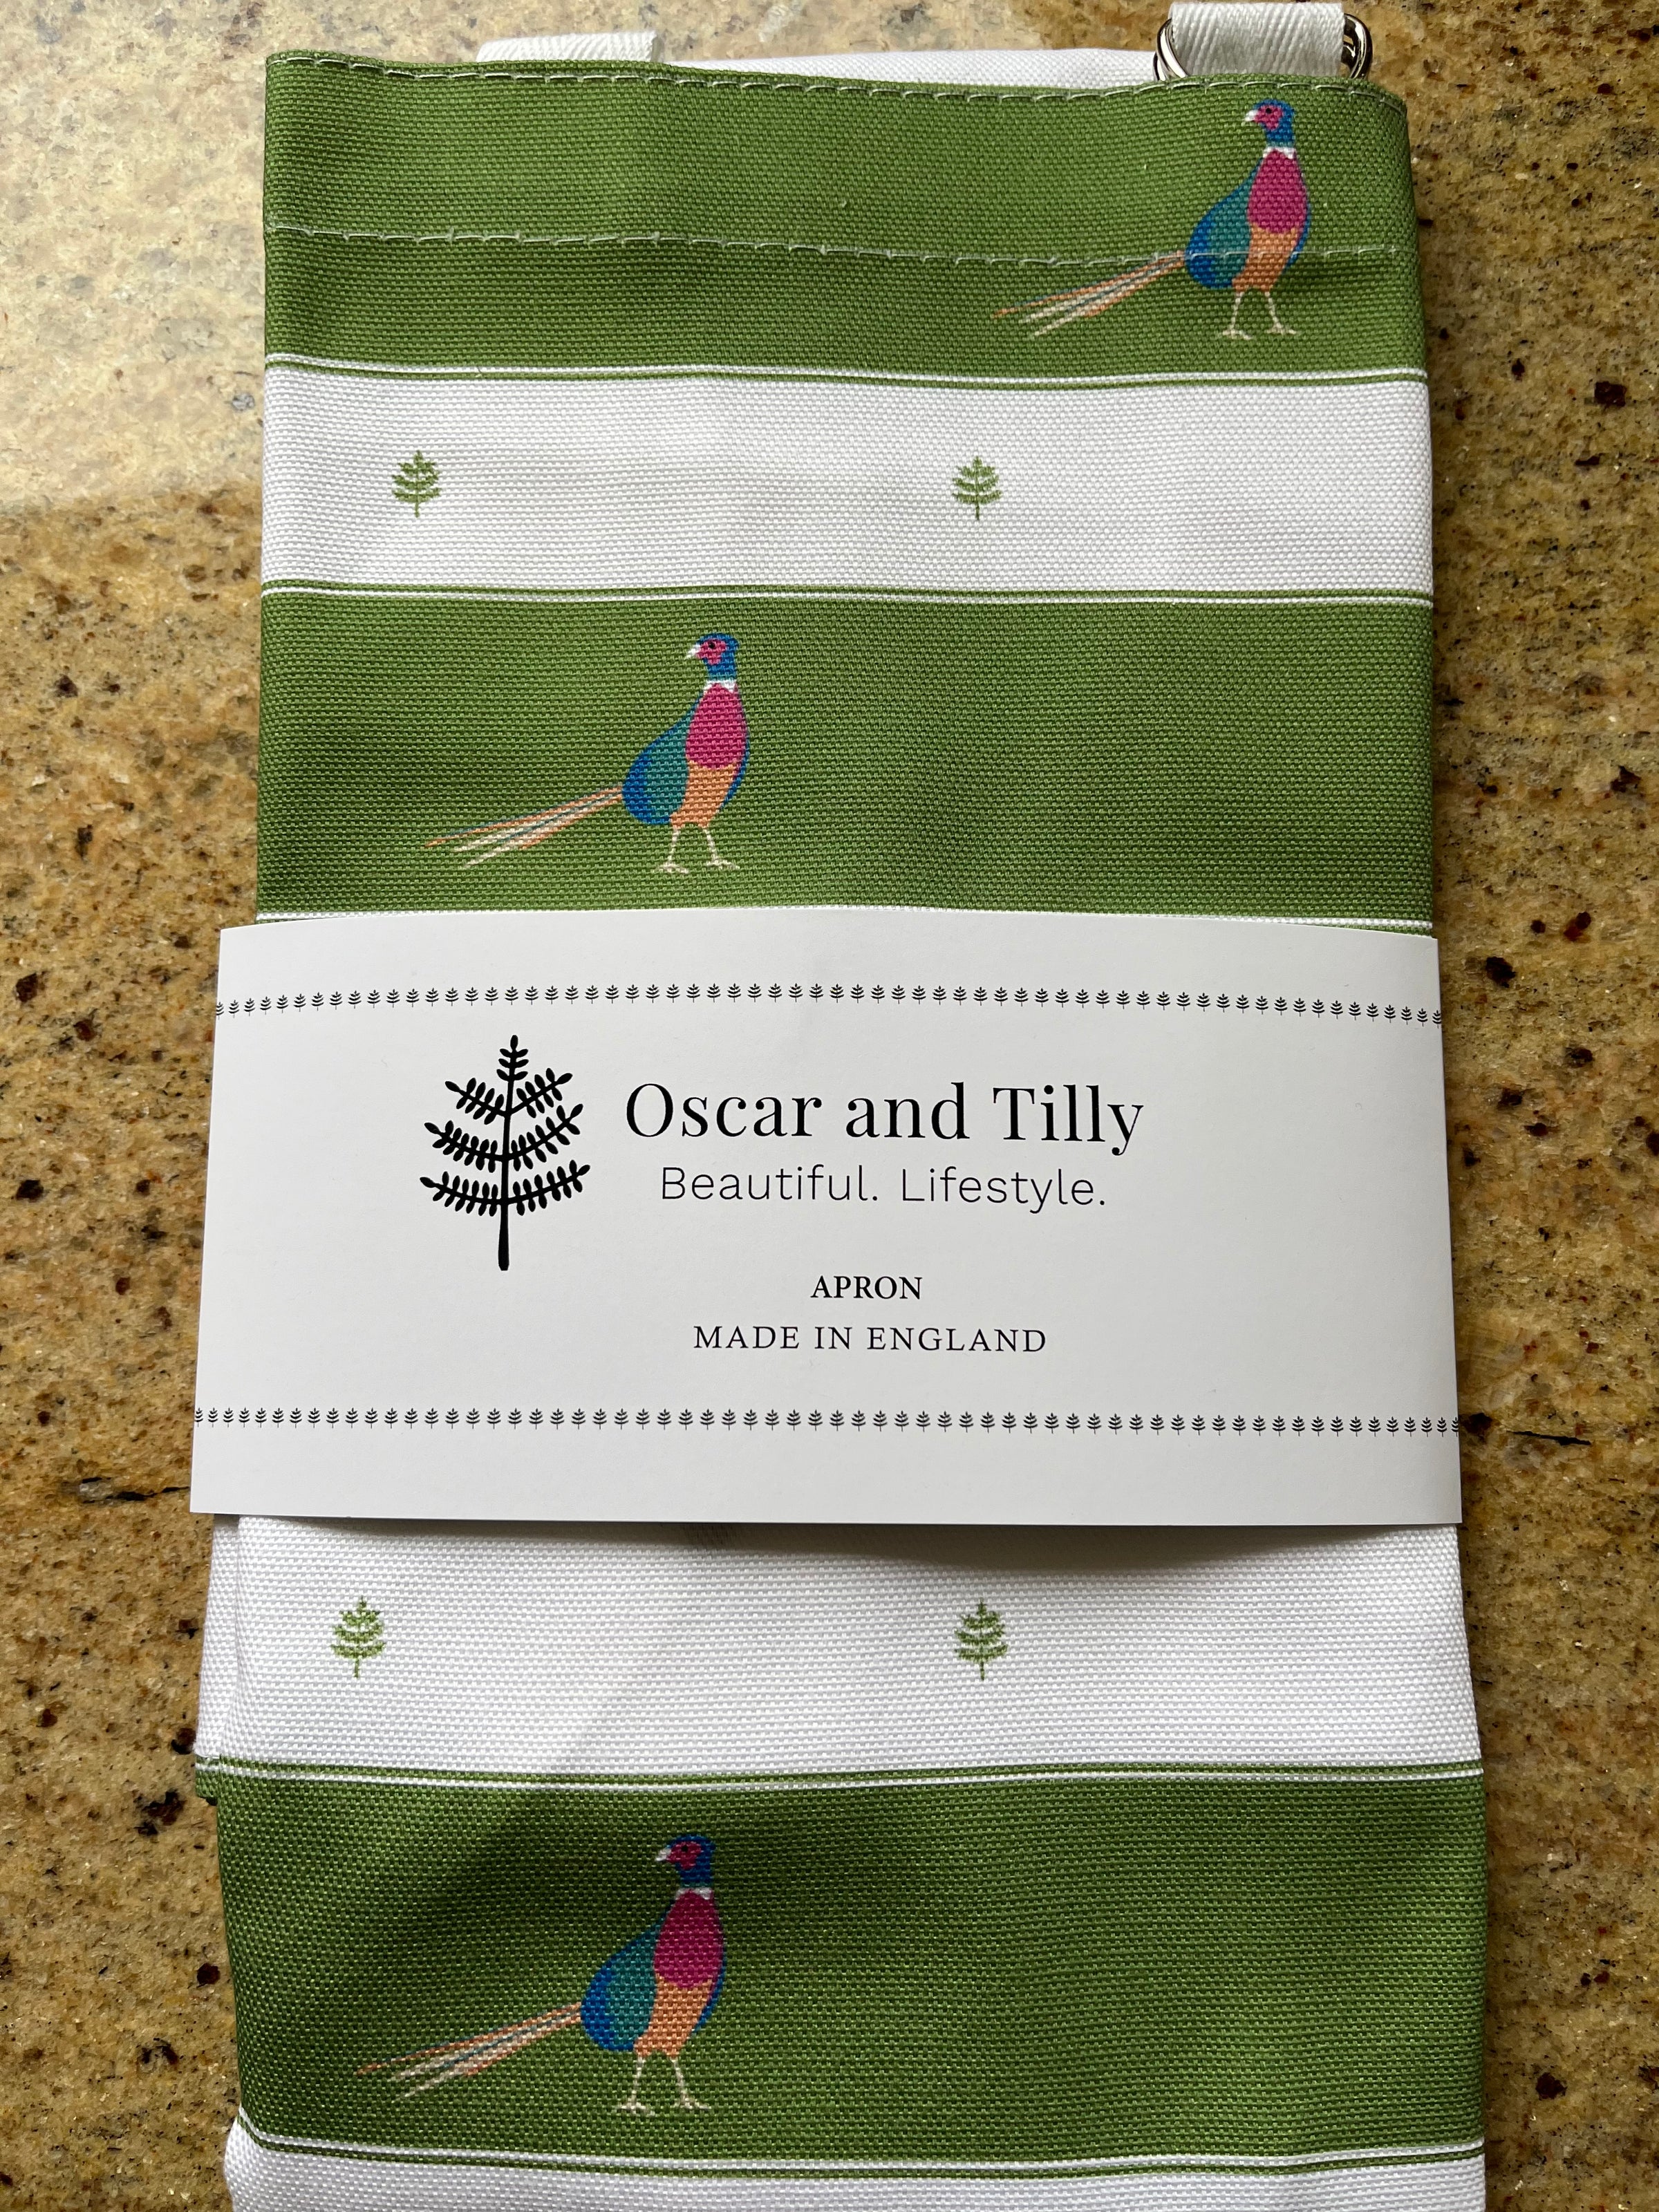 Oscar and Tilly
Beautiful. Lifestyle.
APRON
MADE IN ENGLAND